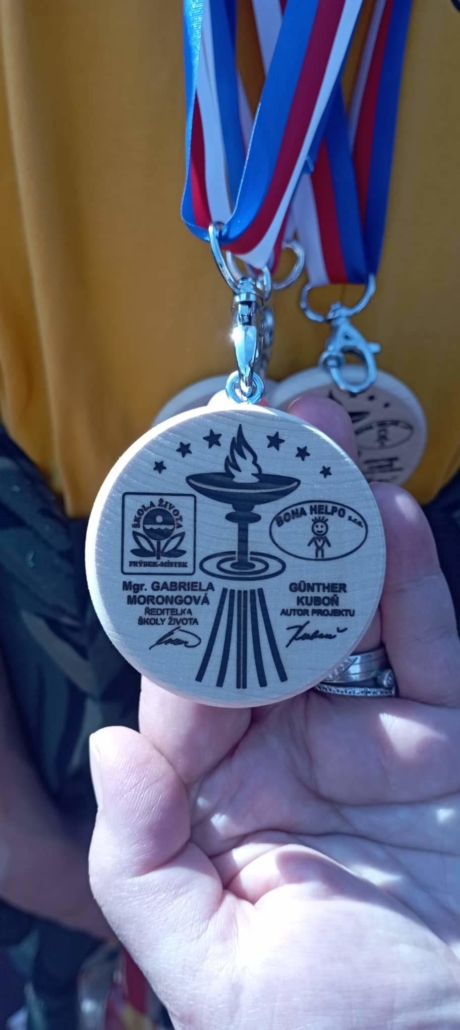 ŠKOLA ŽIVOTA
FRÝDEK-MÍSTEK
BONA HELPO s.r.o.
Mgr. GABRIELA
MORONGOVÁ
ŘEDITELKA
ŠKOLY ŽIVOTA
GÜNTHER
KUBOŇ
AUTOR PROJEKTU